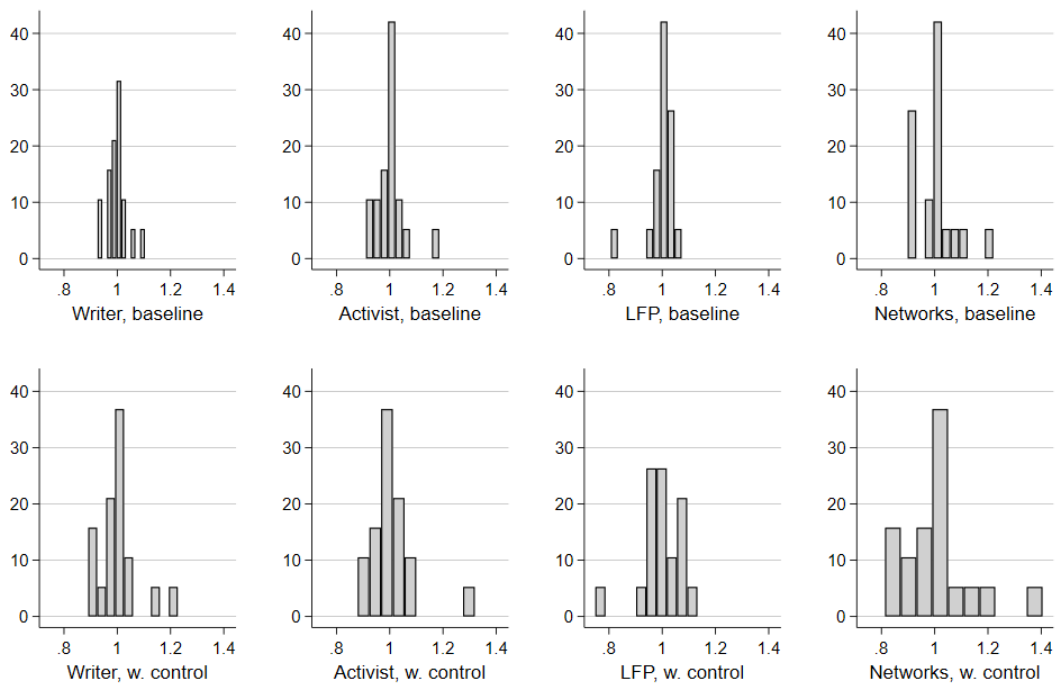 40 30 20 10 0
.8 1 1.2 1.4
Writer, baseline
40 30 20 10 0
.8 1 1.2 1.4
Activist, baseline
40 30 20 10 0
.8 1 1.2 1.4
LFP, baseline
40 30 20 10 0
.8 1 1.2 1.4
Networks, baseline
40 30 20 10 0
.8 1 1.2 1.4
Writer, w. control
40 30 20 10 0
.8 1 1.2 1.4
Activist, w. control
40 30 20 10 0
.8 1 1.2 1.4
LFP, w. control
40 30 20 10 0
.8 1 1.2 1.4
Networks, w. control